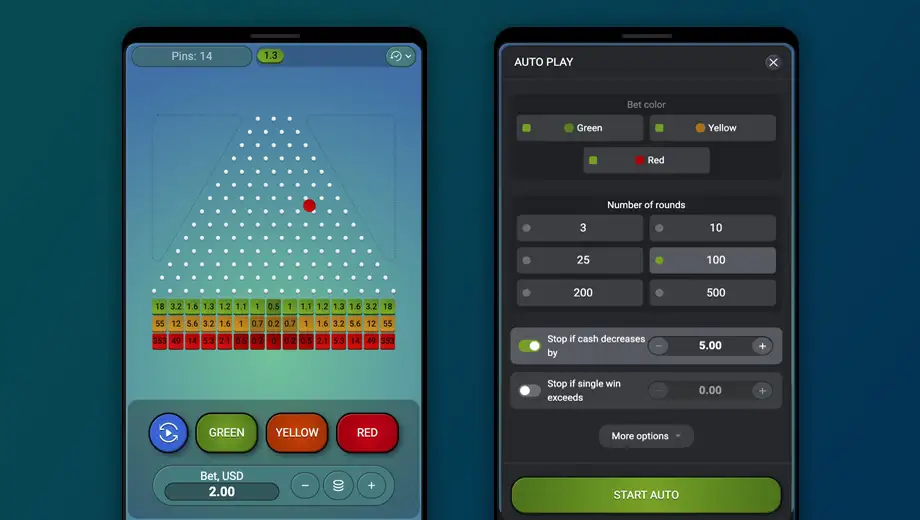 Pins: 14
1.3
18 3.2 1.6 1.3 1.2 1.1 1 0.5 1 1.1 1.2 1.3 1.6 3.2 18
55 12 5.6 3.2 1.6 1 0.7 0.2 0.7 1 1.6 3.2 5.6 12 55
353 49 14 5.3 2.1 0.5 0.2 0 0.2 0.5 2.1 5.3 14 49 353
GREEN
YELLOW
RED
Bet, USD
2.00
AUTO PLAY
Bet color
Green
Yellow
Red
Number of rounds
3
10
25
100
200
500
Stop if cash decreases
by
5.00
Stop if single win
exceeds
0.00
More options
START AUTO